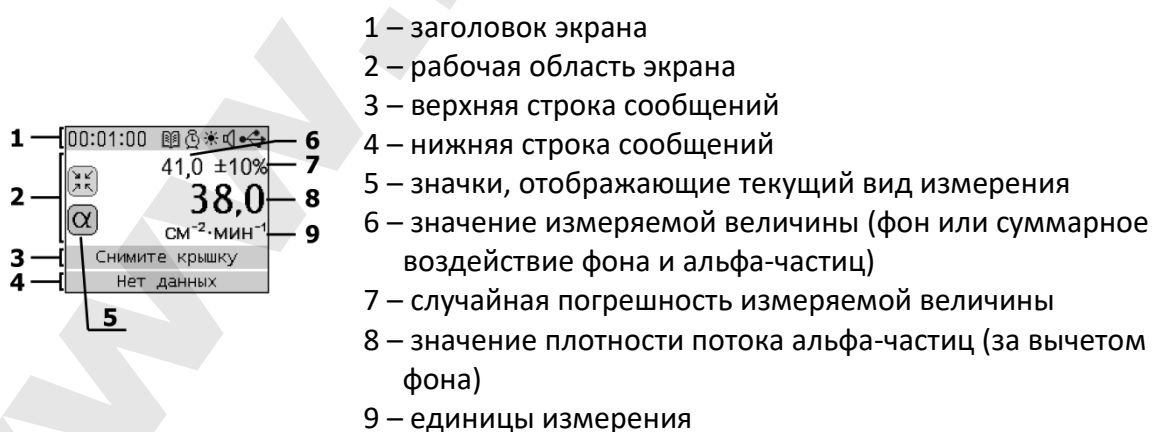 1 – заголовок экрана
2 – рабочая область экрана
3 – верхняя строка сообщений
4 – нижняя строка сообщений
5 – значки, отображающие текущий вид измерения
6 – значение измеряемой величины (фон или суммарное
воздействие фона и альфа-частиц)
7 – случайная погрешность измеряемой величины
8 – значение плотности потока альфа-частиц (за вычетом
фона)
9 – единицы измерения
1 00:01:00 6
41,0 ±10% 7
2 38,0 8
α
см⁻²·мин⁻¹ 9
3 Снимите крышку
4 Нет данных
5